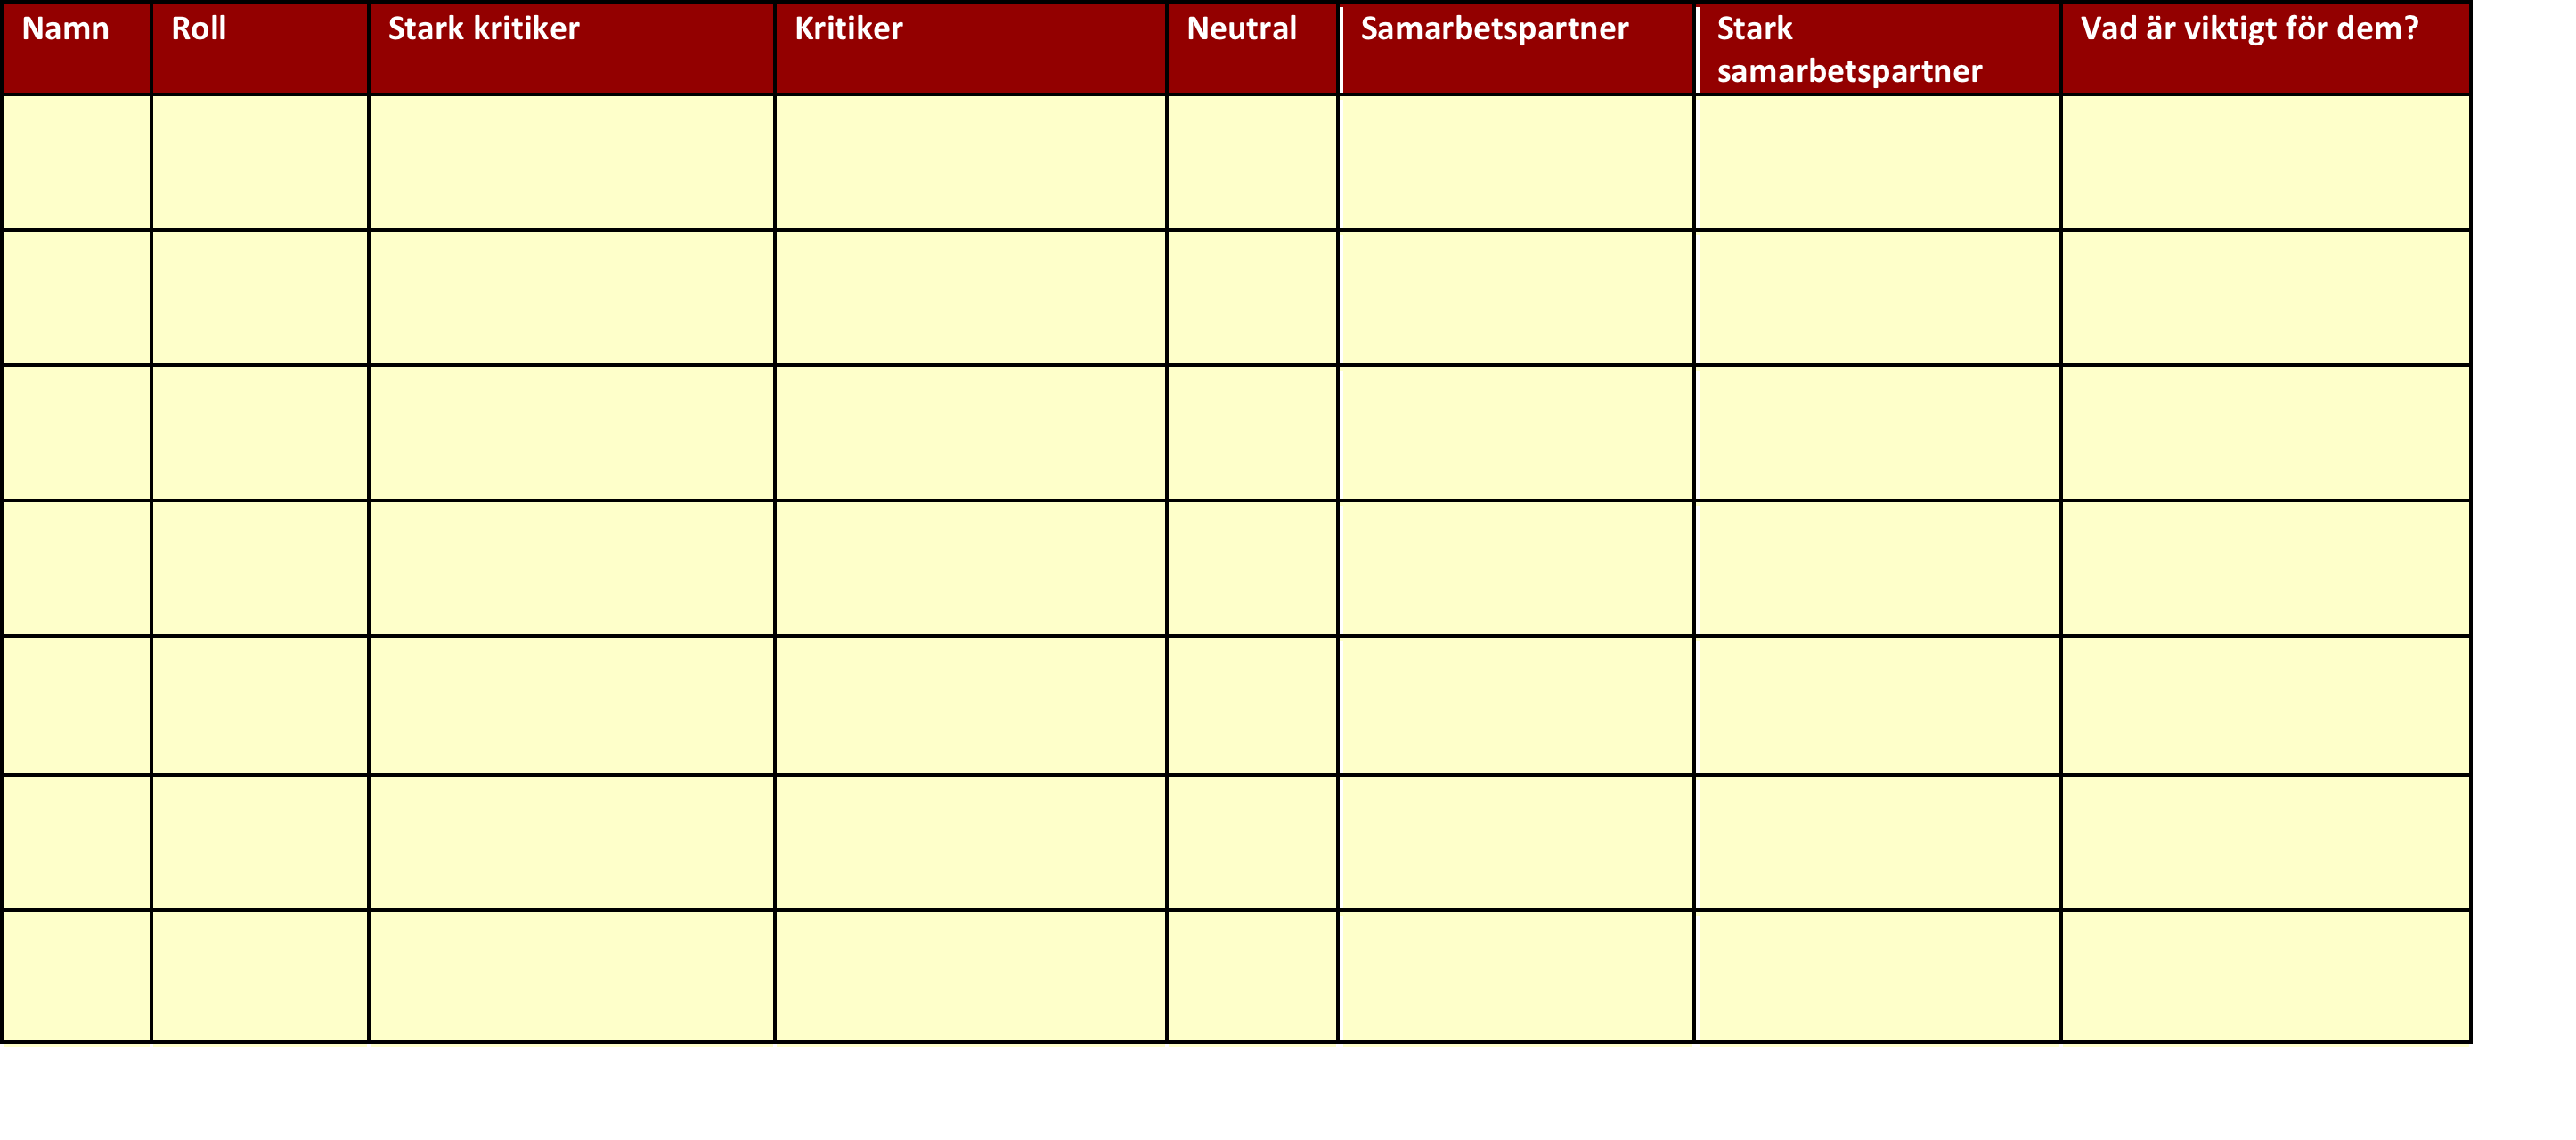 Namn
Roll
Stark kritiker
Kritiker
Neutral
Samarbetspartner
Stark
samarbetspartner
Vad är viktigt för dem?